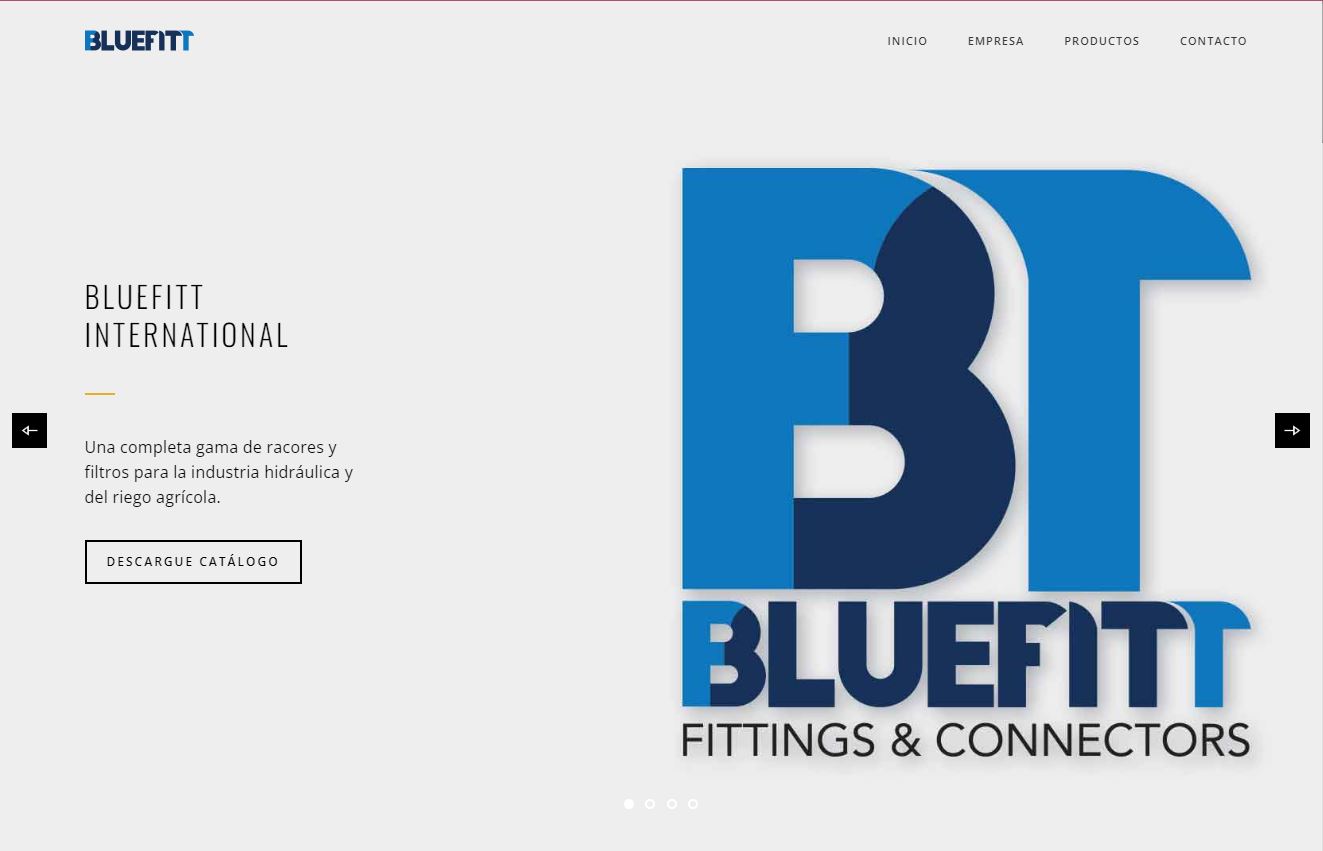 BLUEFITT
INICIO EMPRESA PRODUCTOS CONTACTO
BLUEFITT
INTERNATIONAL
Una completa gama de racores y
filtros para la industria hidráulica y
del riego agrícola.
DESCARGUE CATÁLOGO
BT
BLUEFITT
FITTINGS & CONNECTORS